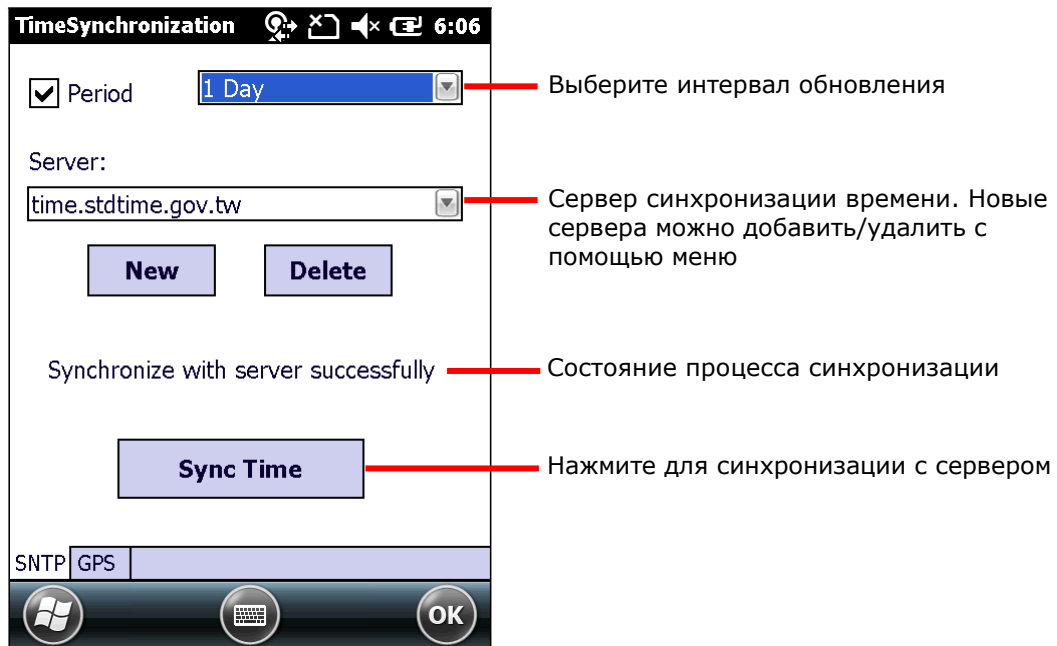 TimeSynchronization 6:06
Period 1 Day
Выберите интервал обновления
Server:
time.stdtime.gov.tw
Сервер синхронизации времени. Новые
сервера можно добавить/удалить с
помощью меню
New Delete
Synchronize with server successfully
Состояние процесса синхронизации
Sync Time
Нажмите для синхронизации с сервером
SNTP GPS
OK